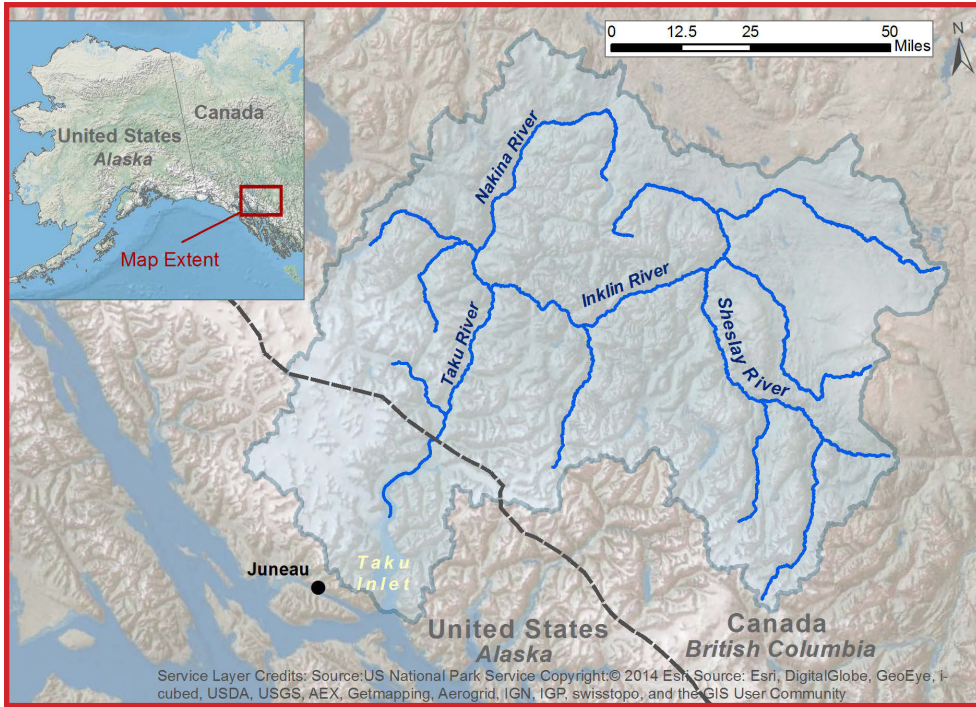 0 12.5 25 50
Miles
N
Canada
United States
Alaska
Map Extent
Nakina River
Inklin River
Taku River
Sheslay River
Juneau
Taku
Inlet
United States
Alaska
Canada
British Columbia
Service Layer Credits: Source:US National Park Service Copyright:© 2014 Esri Source: Esri, DigitalGlobe, GeoEye, i-
cubed, USDA, USGS, AEX, Getmapping, Aerogrid, IGN, IGP, swisstopo, and the GIS User Community